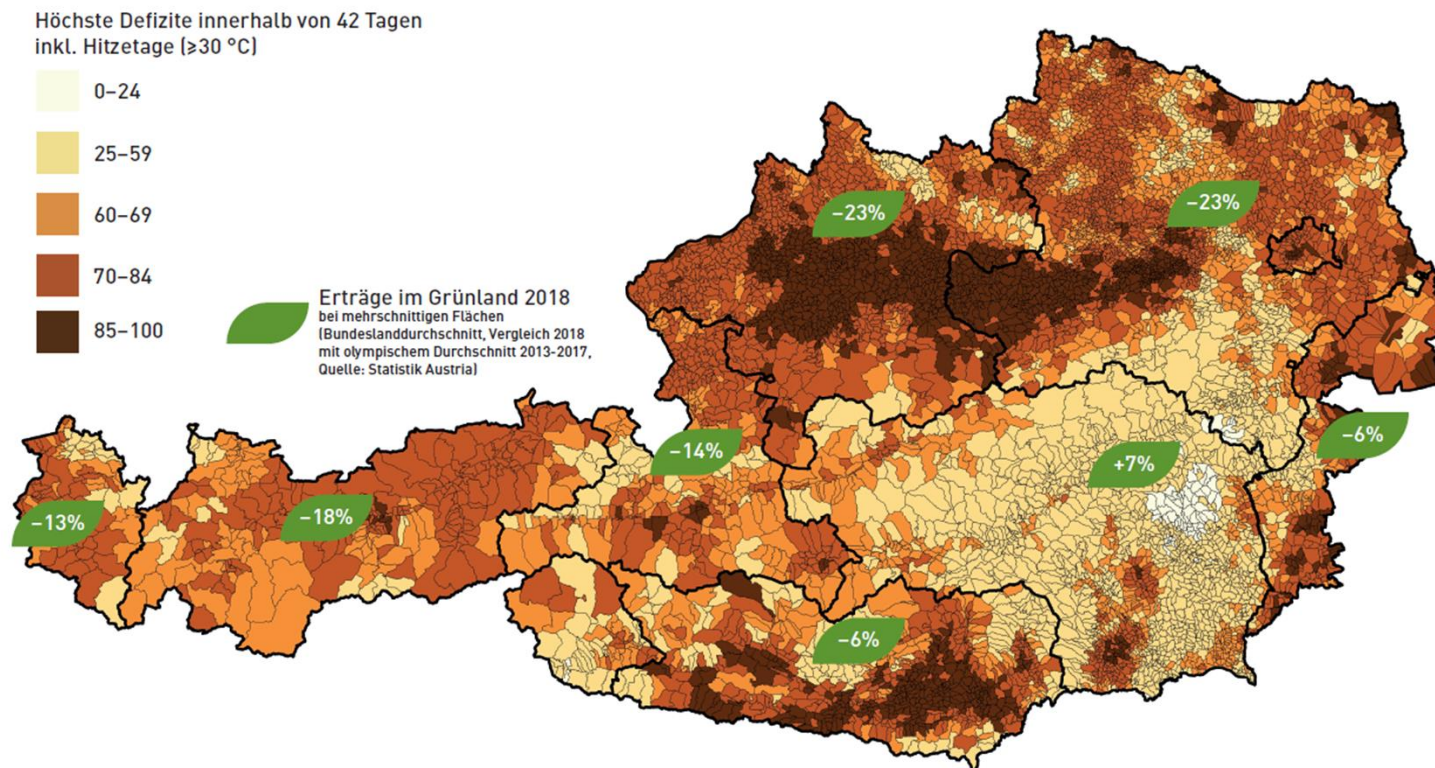 Höchste Defizite innerhalb von 42 Tagen
inkl. Hitzetage (≥30 °C)
0–24
25–59
60–69
70–84
85–100
Erträge im Grünland 2018
bei mehrschnittigen Flächen
(Bundeslanddurchschnitt, Vergleich 2018
mit olympischem Durchschnitt 2013-2017,
Quelle: Statistik Austria)
–23%
–23%
–14%
–6%
+7%
–13%
–18%
–6%